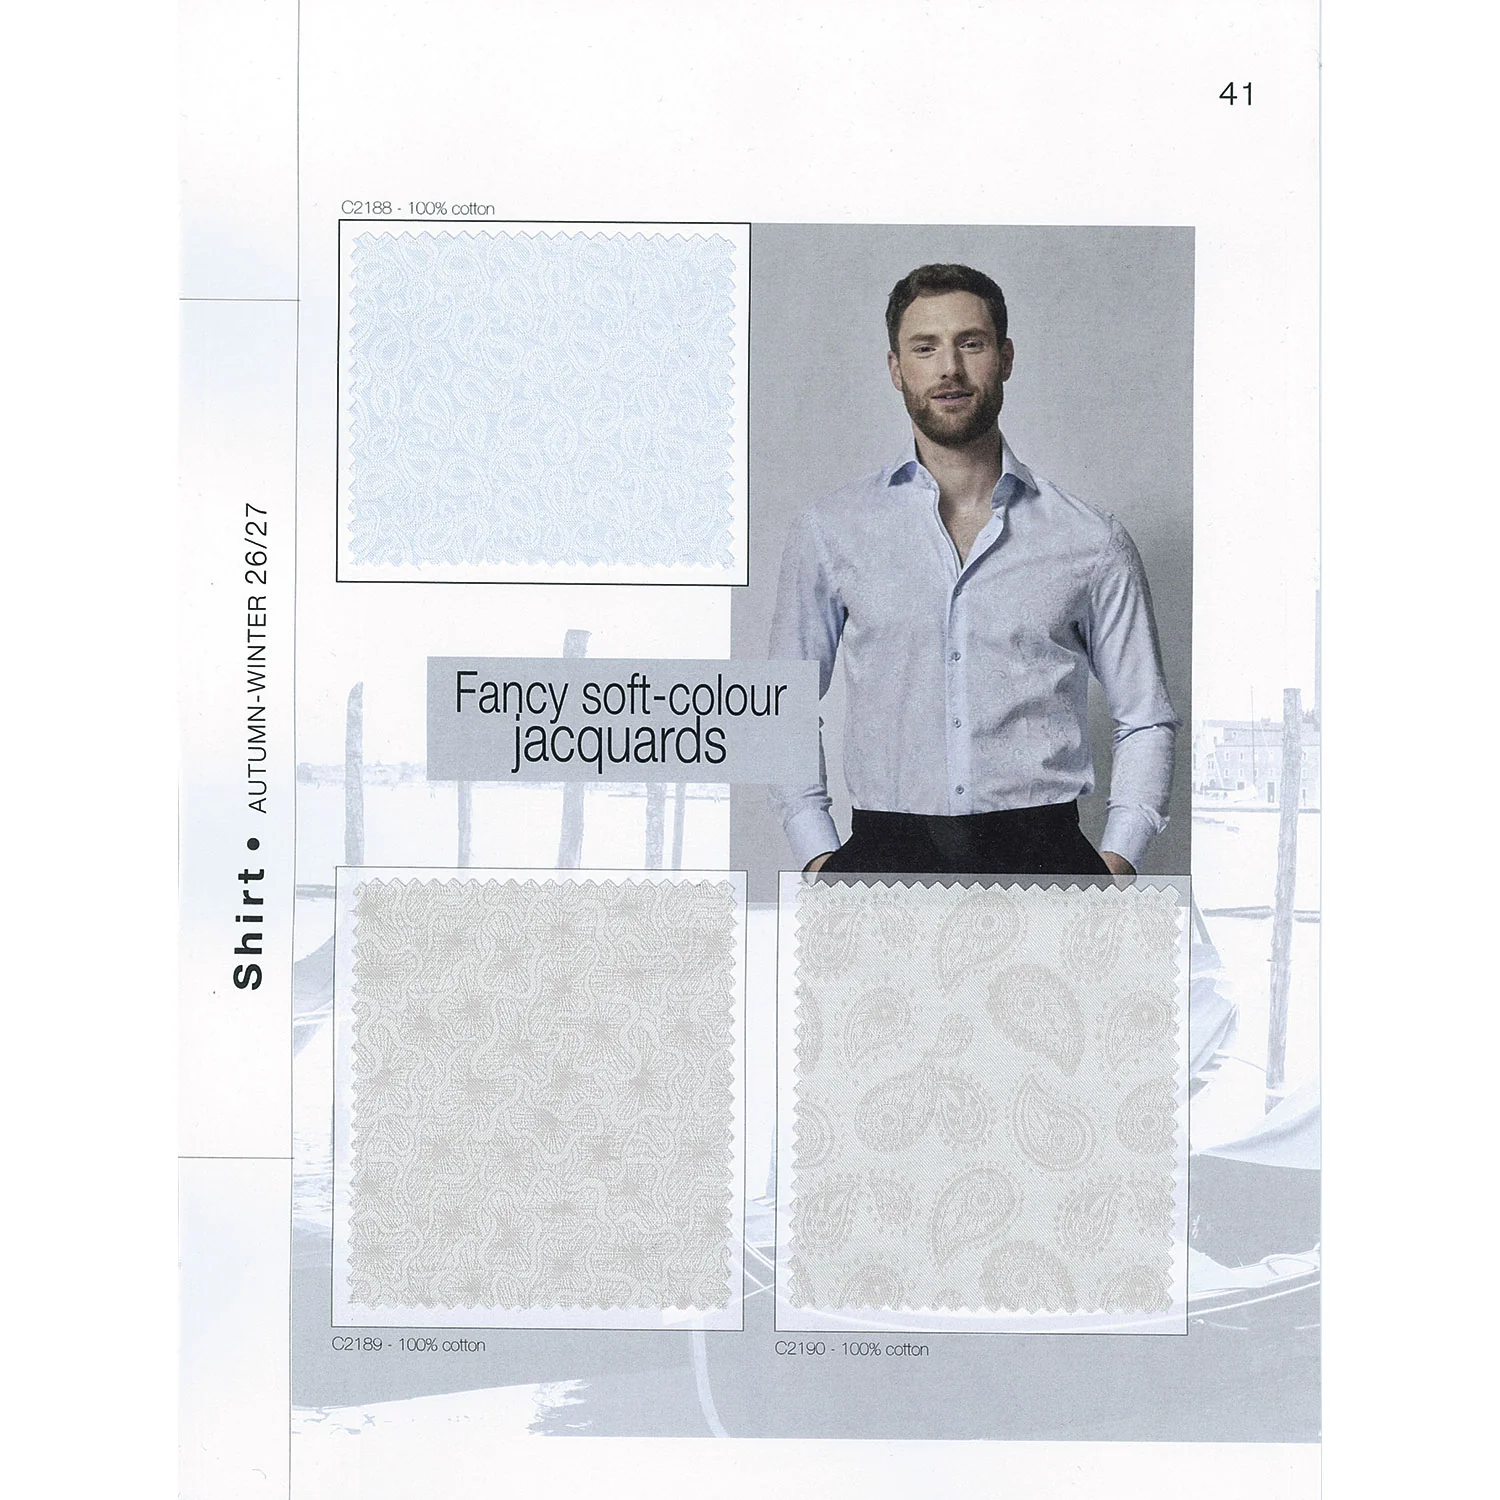 41
C2188 - 100% cotton
Fancy soft-colour
jacquards
Shirt • AUTUMN-WINTER 26/27
C2189 - 100% cotton
C2190 - 100% cotton